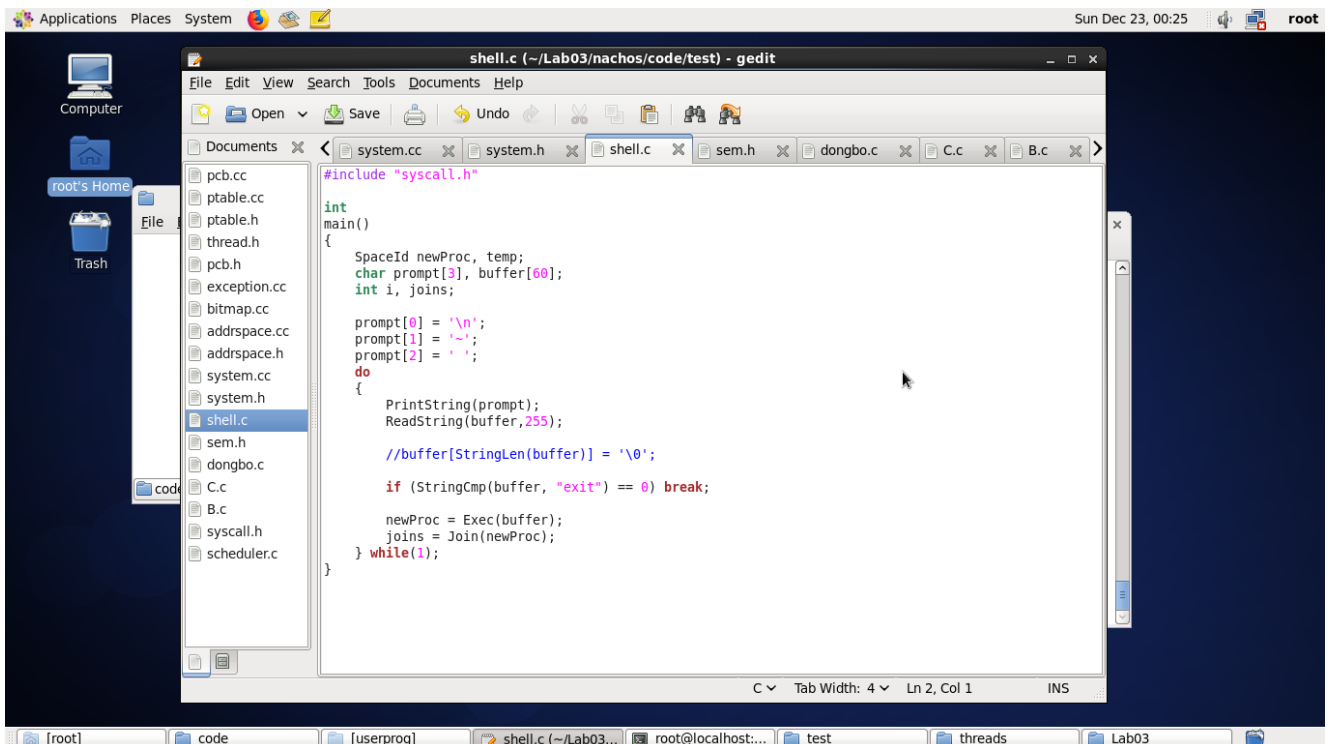 Applications Places System Sun Dec 23, 00:25 root
Computer
root's Home
Trash
File
code
shell.c (~/Lab03/nachos/code/test) - gedit
File Edit View Search Tools Documents Help
Open Save Undo
Documents system.cc system.h shell.c sem.h dongbo.c C.c B.c
pcb.cc
ptable.cc
ptable.h
thread.h
pcb.h
exception.cc
bitmap.cc
addrspace.cc
addrspace.h
system.cc
system.h
shell.c
sem.h
dongbo.c
C.c
B.c
syscall.h
scheduler.c
#include "syscall.h"
int
main()
{
SpaceId newProc, temp;
char prompt[3], buffer[60];
int i, joins;
prompt[0] = '\n';
prompt[1] = '~';
prompt[2] = ' ';
do
{
PrintString(prompt);
ReadString(buffer,255);
//buffer[StringLen(buffer)] = '\0';
if (StringCmp(buffer, "exit") == 0) break;
newProc = Exec(buffer);
joins = Join(newProc);
} while(1);
}
C Tab Width: 4 Ln 2, Col 1 INS
[root] code [userprog] shell.c (~/Lab03... root@localhost:... test threads Lab03